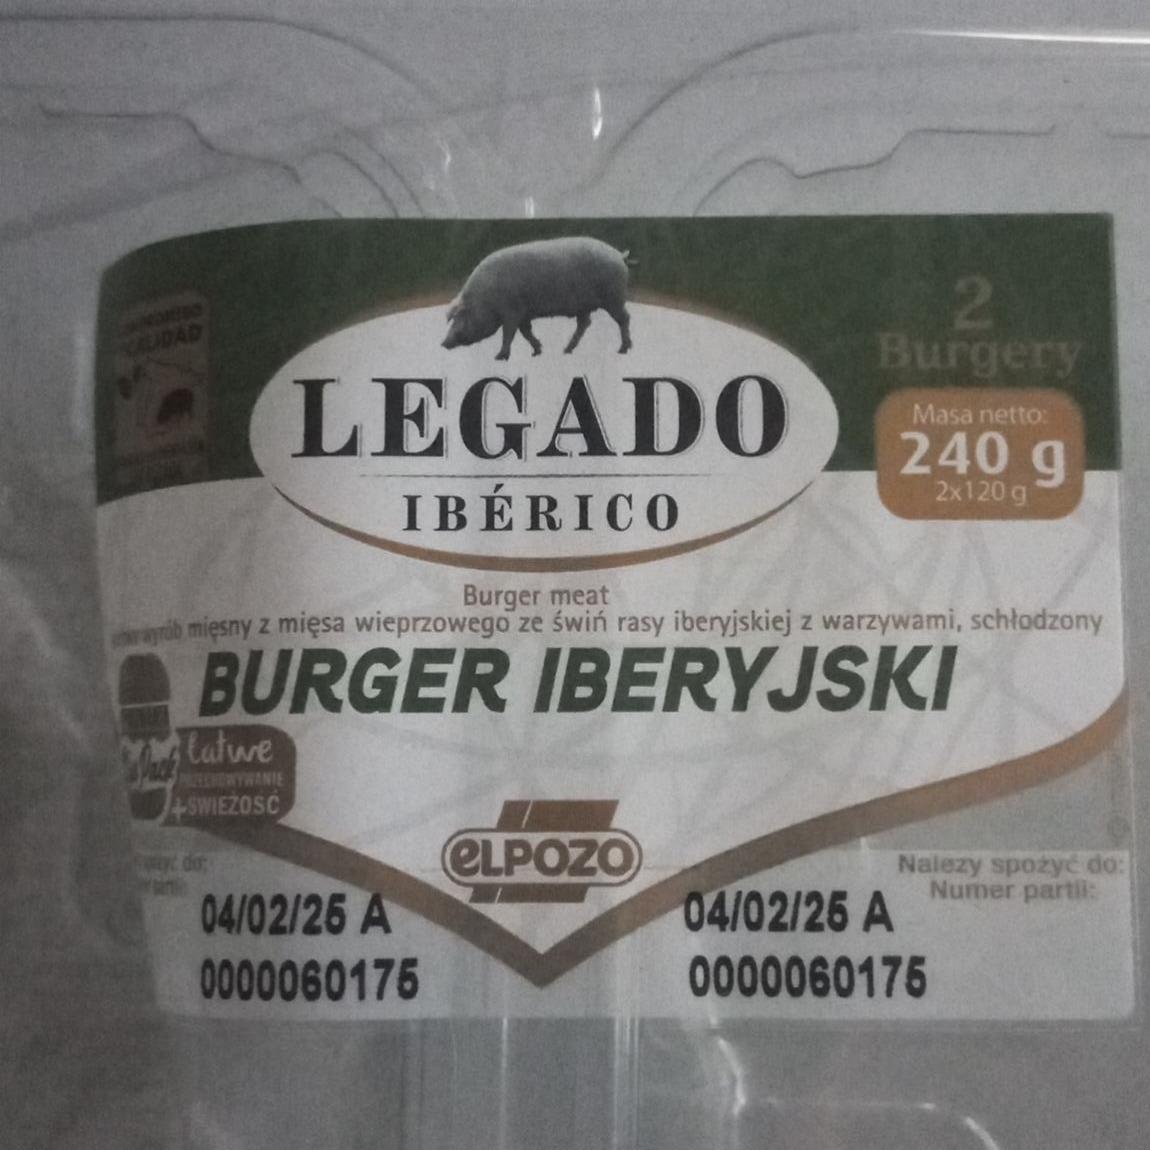 CALIDAD
2
Burgery
Masa netto:
240 g
2x120 g
LEGADO
IBÉRICO
Burger meat
wyrób mięsny z mięsa wieprzowego ze świń rasy iberyjskiej z warzywami, schłodzony
BURGER IBERYJSKI
łatwe
PRZECHOWYWANIE
+ŚWIEŻOŚĆ
ELPOZO
Należy spożyć do:
Numer partii:
04/02/25 A
0000060175
04/02/25 A
0000060175